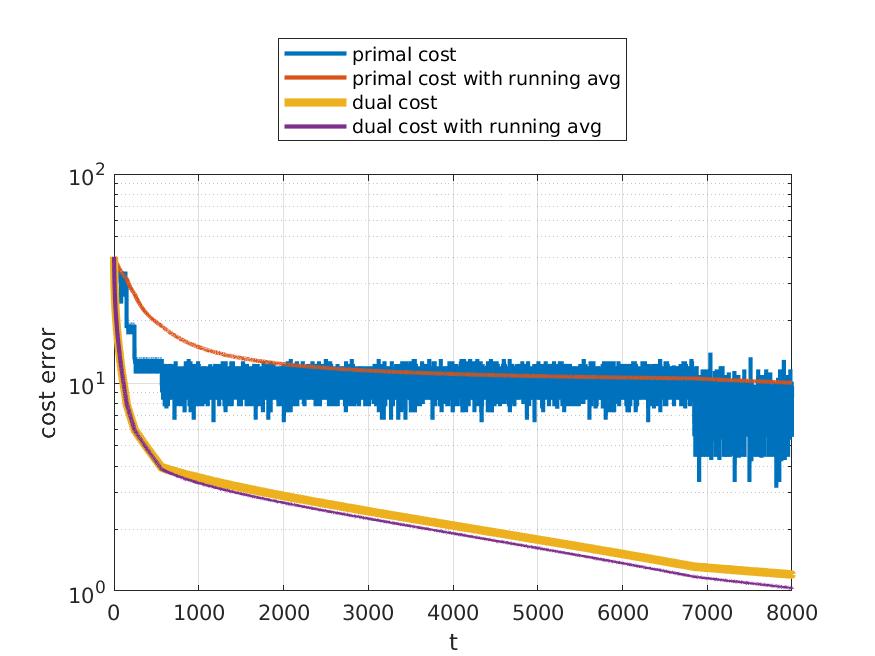 primal cost
primal cost with running avg
dual cost
dual cost with running avg
10^2
10^1
10^0
cost error
0 1000 2000 3000 4000 5000 6000 7000 8000
t